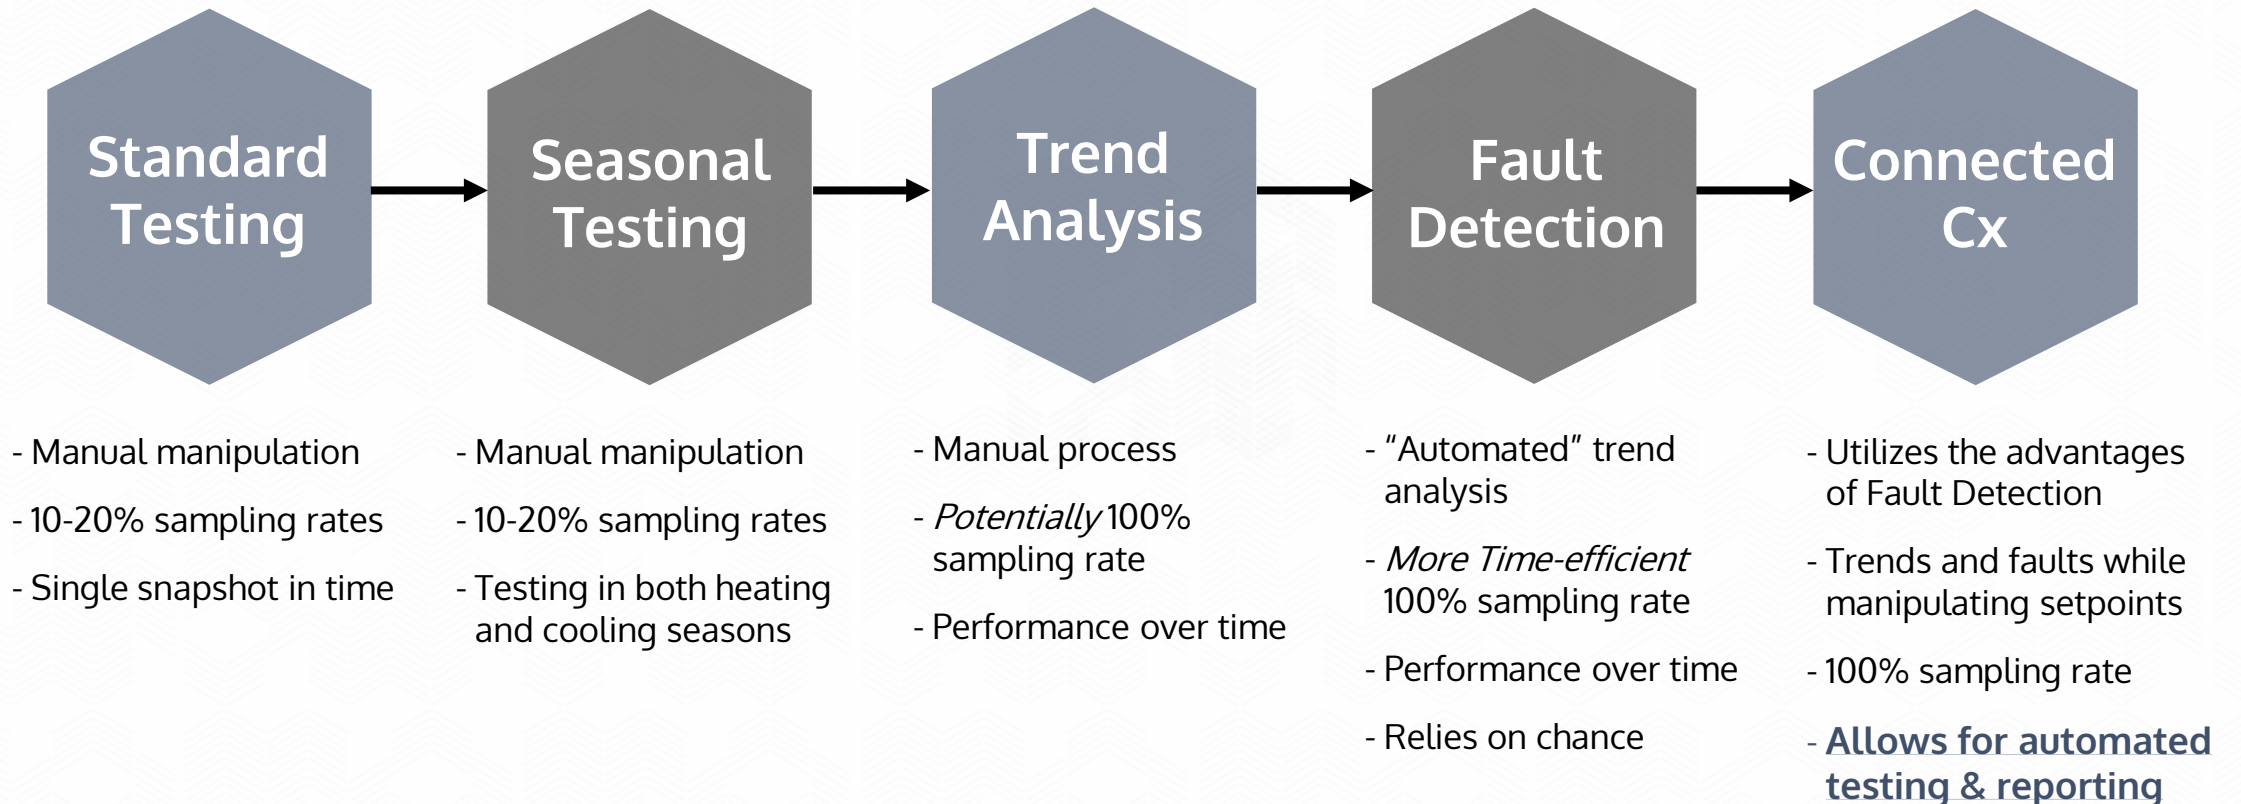 Standard
Testing
Seasonal
Testing
Trend
Analysis
Fault
Detection
Connected
Cx
- Manual manipulation
- 10-20% sampling rates
- Single snapshot in time
- Manual manipulation
- 10-20% sampling rates
- Testing in both heating
and cooling seasons
- Manual process
- Potentially 100%
sampling rate
- Performance over time
- “Automated” trend
analysis
- More Time-efficient
100% sampling rate
- Performance over time
- Relies on chance
- Utilizes the advantages
of Fault Detection
- Trends and faults while
manipulating setpoints
- 100% sampling rate
- Allows for automated
testing & reporting